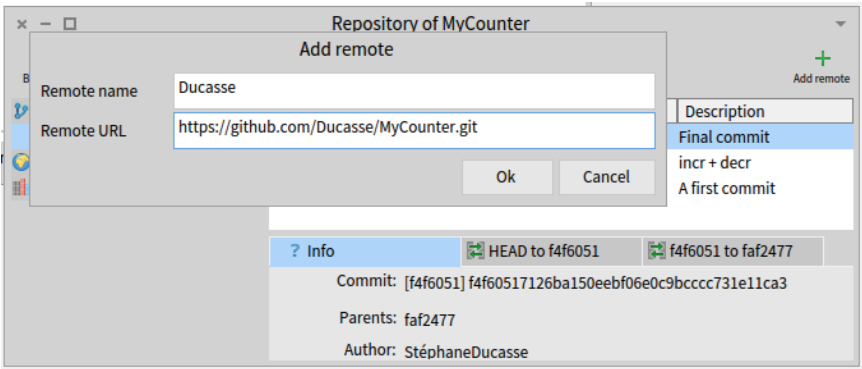 Repository of MyCounter
Add remote
Remote name
Ducasse
Remote URL
https://github.com/Ducasse/MyCounter.git
Ok
Cancel
Add remote
Description
Final commit
incr + decr
A first commit
? Info
HEAD to f4f6051
f4f6051 to faf2477
Commit: [f4f6051] f4f60517126ba150eebf06e0c9bcccc731e11ca3
Parents: faf2477
Author: StéphaneDucasse